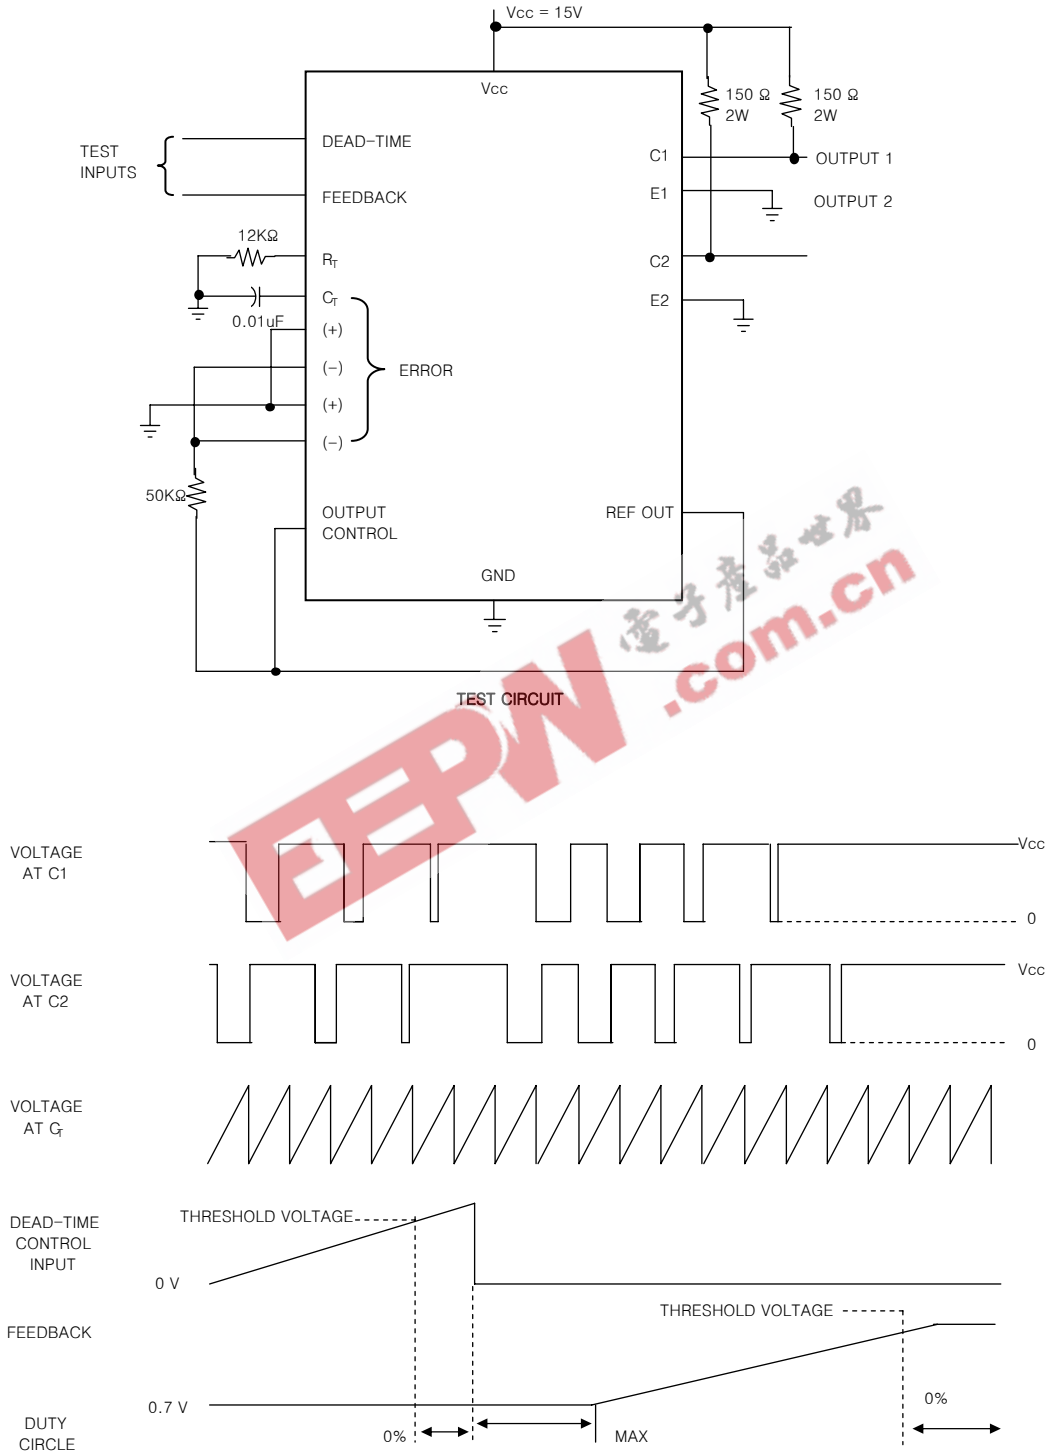 Vcc = 15V
Vcc
150 Ω
2W
150 Ω
2W
TEST
INPUTS
DEAD-TIME
FEEDBACK
C1
OUTPUT 1
E1
OUTPUT 2
12KΩ
RT
C2
CT
0.01uF
E2
(+)
(-)
ERROR
(+)
(-)
50KΩ
OUTPUT
CONTROL
REF OUT
GND
TEST CIRCUIT
EEPW.com.cn
電子產品世界
VOLTAGE
AT C1
Vcc
0
VOLTAGE
AT C2
Vcc
0
VOLTAGE
AT CT
DEAD-TIME
CONTROL
INPUT
THRESHOLD VOLTAGE
0 V
THRESHOLD VOLTAGE
FEEDBACK
0.7 V
0%
DUTY
CIRCLE
0%
MAX